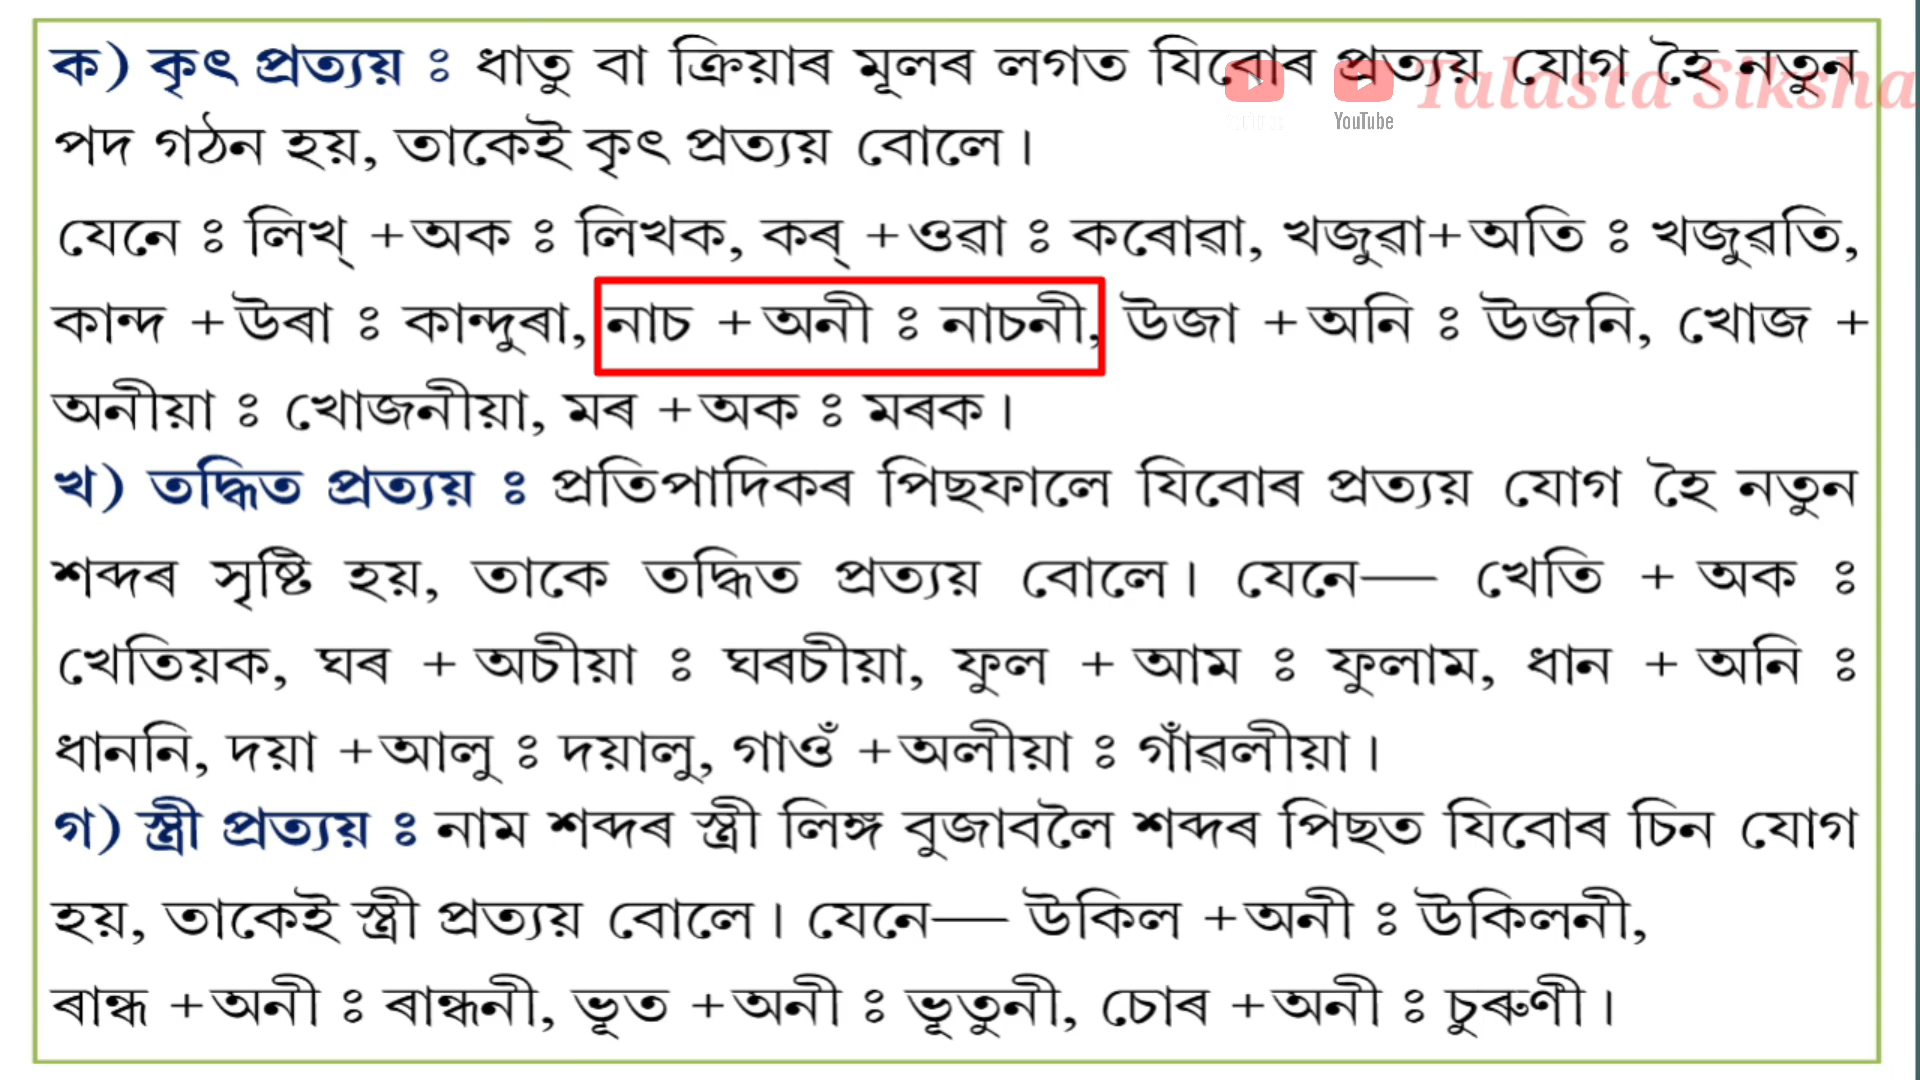 ক) কৃৎ প্ৰত্যয় ঃ ধাতু বা ক্ৰিয়াৰ মূলৰ লগত যিবোৰ প্ৰত্যয় যোগ হৈ নতুন
পদ গঠন হয়, তাকেই কৃৎ প্ৰত্যয় বোলে।
যেনে ঃ লিখ্ +অক ঃ লিখক, কৰ্ +ওৱা ঃ কৰোৱা, খজুৱা+অতি ঃ খজুৱতি,
কান্দ +উৰা ঃ কান্দুৰা, নাচ +অনী ঃ নাচনী, উজা +অনি ঃ উজনি, খোজ +
অনীয়া ঃ খোজনীয়া, মৰ +অক ঃ মৰক।
খ) তদ্ধিত প্ৰত্যয় ঃ প্ৰতিপাদিকৰ পিছফালে যিবোৰ প্ৰত্যয় যোগ হৈ নতুন
শব্দৰ সৃষ্টি হয়, তাকে তদ্ধিত প্ৰত্যয় বোলে। যেনে— খেতি + অক ঃ
খেতিয়ক, ঘৰ + অচীয়া ঃ ঘৰচীয়া, ফুল + আম ঃ ফুলাম, ধান + অনি ঃ
ধাননি, দয়া +আলু ঃ দয়ালু, গাওঁ +অলীয়া ঃ গাঁৱলীয়া।
গ) স্ত্ৰী প্ৰত্যয় ঃ নাম শব্দৰ স্ত্ৰী লিঙ্গ বুজাবলৈ শব্দৰ পিছত যিবোৰ চিন যোগ
হয়, তাকেই স্ত্ৰী প্ৰত্যয় বোলে। যেনে— উকিল +অনী ঃ উকিলনী,
ৰান্ধ +অনী ঃ ৰান্ধনী, ভূত +অনী ঃ ভূতুনী, চোৰ +অনী ঃ চুৰুণী।
Talasta Siksha
YouTube